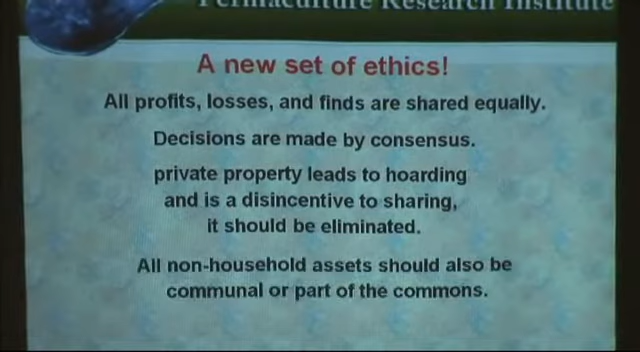 Permaculture Research Institute
A new set of ethics!
All profits, losses, and finds are shared equally.
Decisions are made by consensus.
private property leads to hoarding
and is a disincentive to sharing,
it should be eliminated.
All non-household assets should also be
communal or part of the commons.